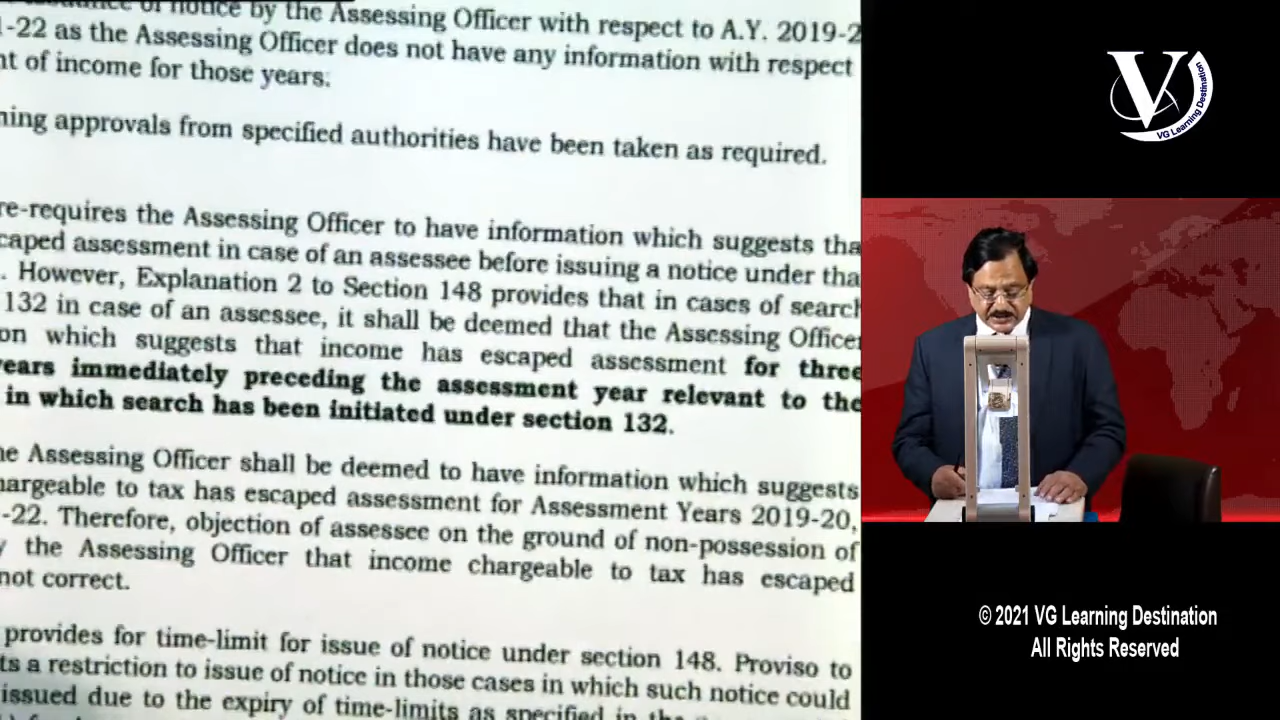 of notice by the Assessing Officer with respect to A.Y. 2019-2
-22 as the Assessing Officer does not have any information with respect
of income for those years.
approvals from specified authorities have been taken as required.
re-requires the Assessing Officer to have information which suggests tha
caped assessment in case of an assessee before issuing a notice under tha
. However, Explanation 2 to Section 148 provides that in cases of search
132 in case of an assessee, it shall be deemed that the Assessing Officer
on which suggests that income has escaped assessment for three
ears immediately preceding the assessment year relevant to the
in which search has been initiated under section 132.
e Assessing Officer shall be deemed to have information which suggests
hargeable to tax has escaped assessment for Assessment Years 2019-20,
-22. Therefore, objection of assessee on the ground of non-possession of
the Assessing Officer that income chargeable to tax has escaped
not correct.
provides for time-limit for issue of notice under section 148. Proviso to
ts a restriction to issue of notice in those cases in which such notice could
issued due to the expiry of time-limits as specified in the
V
VG Learning Destination
© 2021 VG Learning Destination
All Rights Reserved